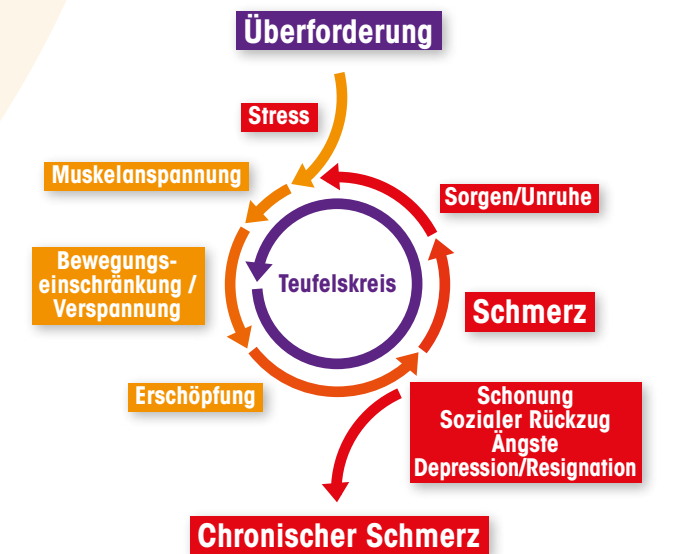 Überforderung
Stress
Muskelanspannung
Sorgen/Unruhe
Bewegungs-
einschränkung /
Verspannung
Teufelskreis
Schmerz
Erschöpfung
Schonung
Sozialer Rückzug
Ängste
Depression/Resignation
Chronischer Schmerz